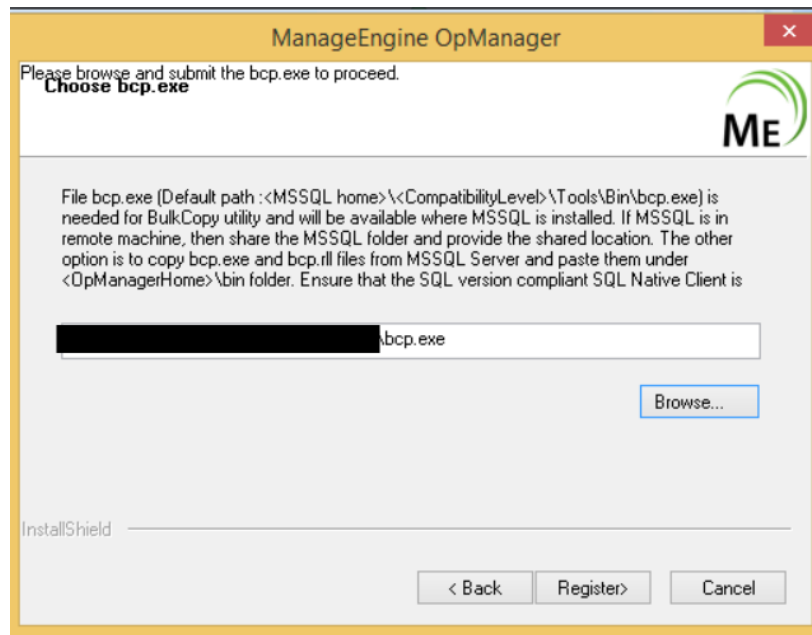 ManageEngine OpManager
Please browse and submit the bcp.exe to proceed.
Choose bcp.exe
ME
File bcp.exe (Default path :<MSSQL home>\<CompatibilityLevel>\Tools\Bin\bcp.exe) is
needed for BulkCopy utility and will be available where MSSQL is installed. If MSSQL is in
remote machine, then share the MSSQL folder and provide the shared location. The other
option is to copy bcp.exe and bcp.rll files from MSSQL Server and paste them under
<OpManagerHome>\bin folder. Ensure that the SQL version compliant SQL Native Client is
\bcp.exe
Browse...
InstallShield
< Back
Register>
Cancel